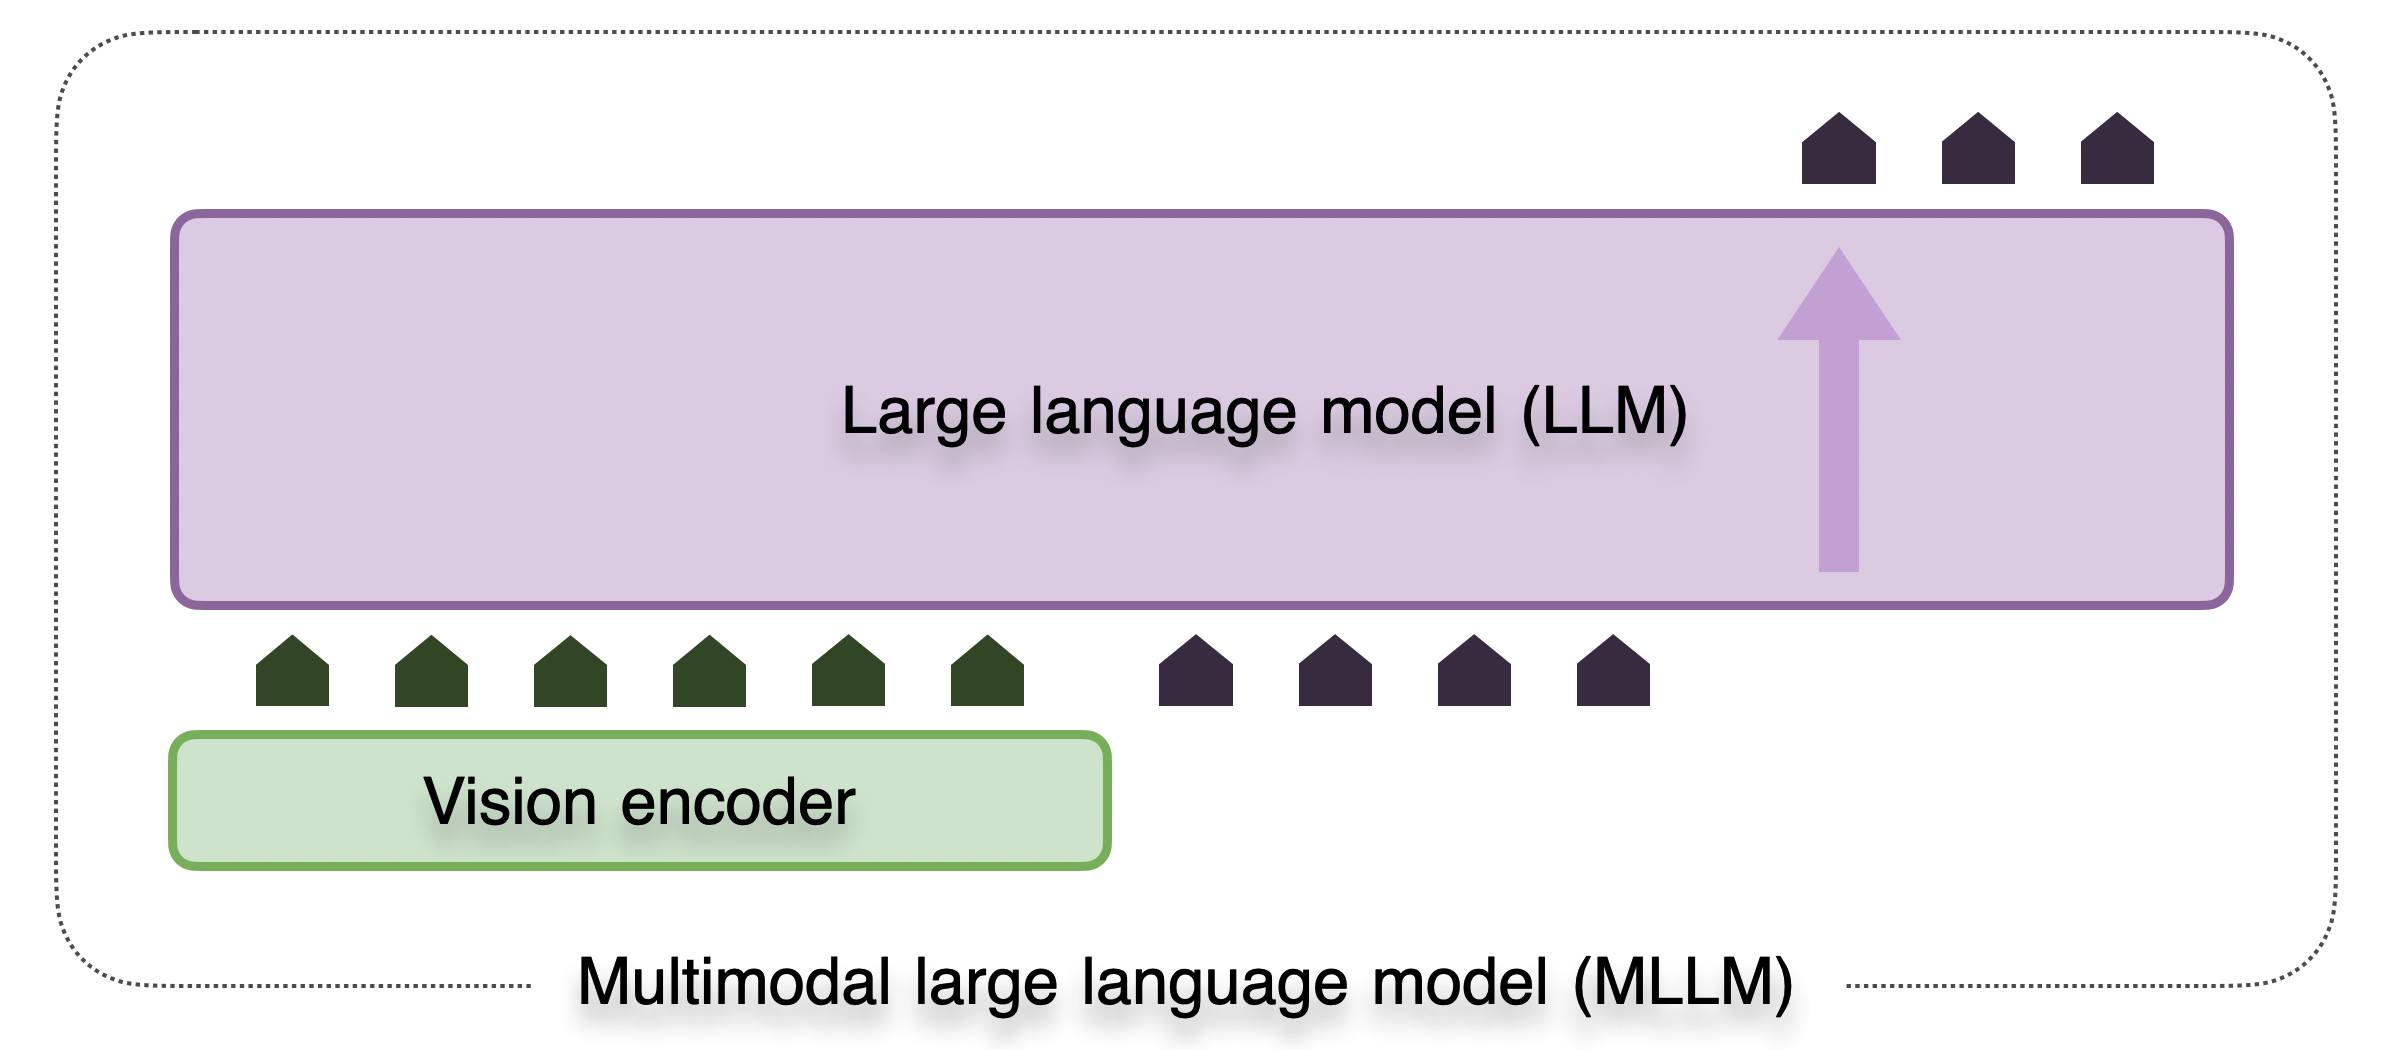 Large language model (LLM)
Vision encoder
Multimodal large language model (MLLM)